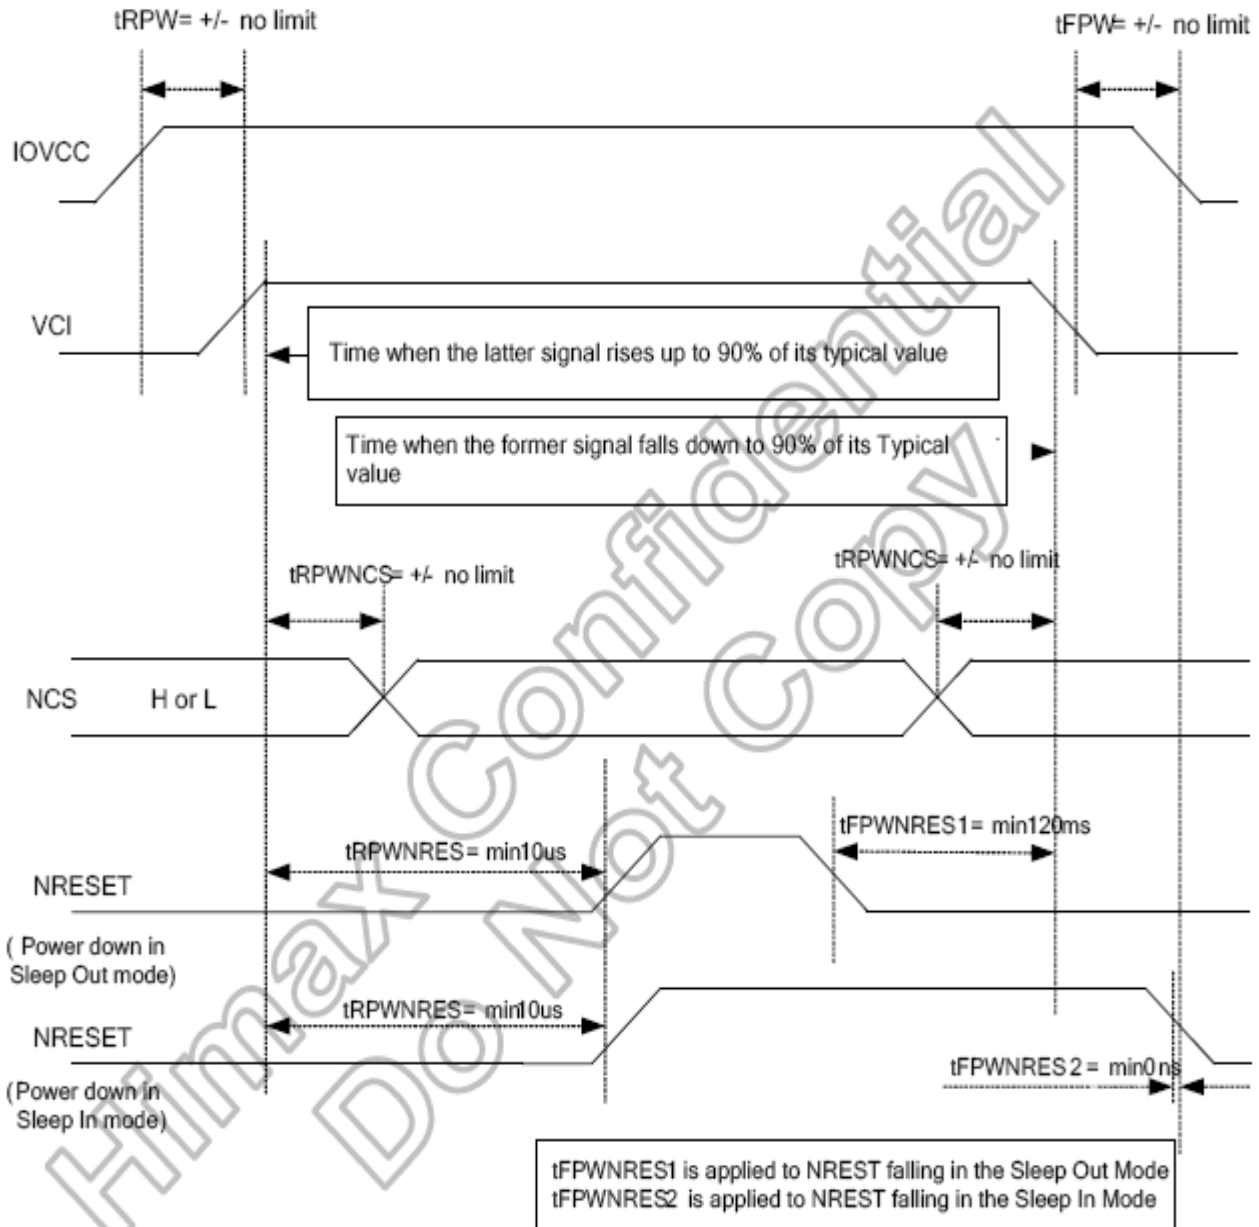 tRPW= +/- no limit
tFPW= +/- no limit
IOVCC
VCI
Time when the latter signal rises up to 90% of its typical value
Time when the former signal falls down to 90% of its Typical
value
tRPWNCS= +/- no limit
tRPWNCS= +/- no limit
NCS
H or L
tFPWNRES1= min120ms
tRPWNRES= min10us
NRESET
( Power down in
Sleep Out mode)
tRPWNRES= min10us
NRESET
tFPWNRES2 = min0ns
(Power down in
Sleep In mode)
tFPWNRES1 is applied to NREST falling in the Sleep Out Mode
tFPWNRES2 is applied to NREST falling in the Sleep In Mode
Himax Confidential
Do Not Copy